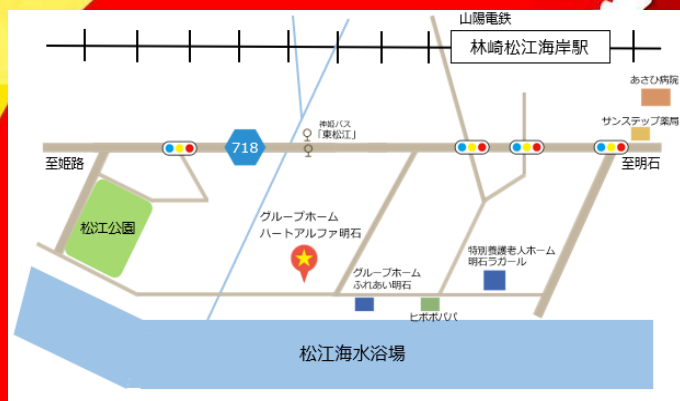 山陽電鉄
林崎松江海岸駅
あさひ病院
サンステップ薬局
神姫バス
「東松江」
718
至姫路
至明石
松江公園
グループホーム
ハートアルファ明石
特別養護老人ホーム
明石ラガール
グループホーム
ふれあい明石
ヒポポパパ
松江海水浴場